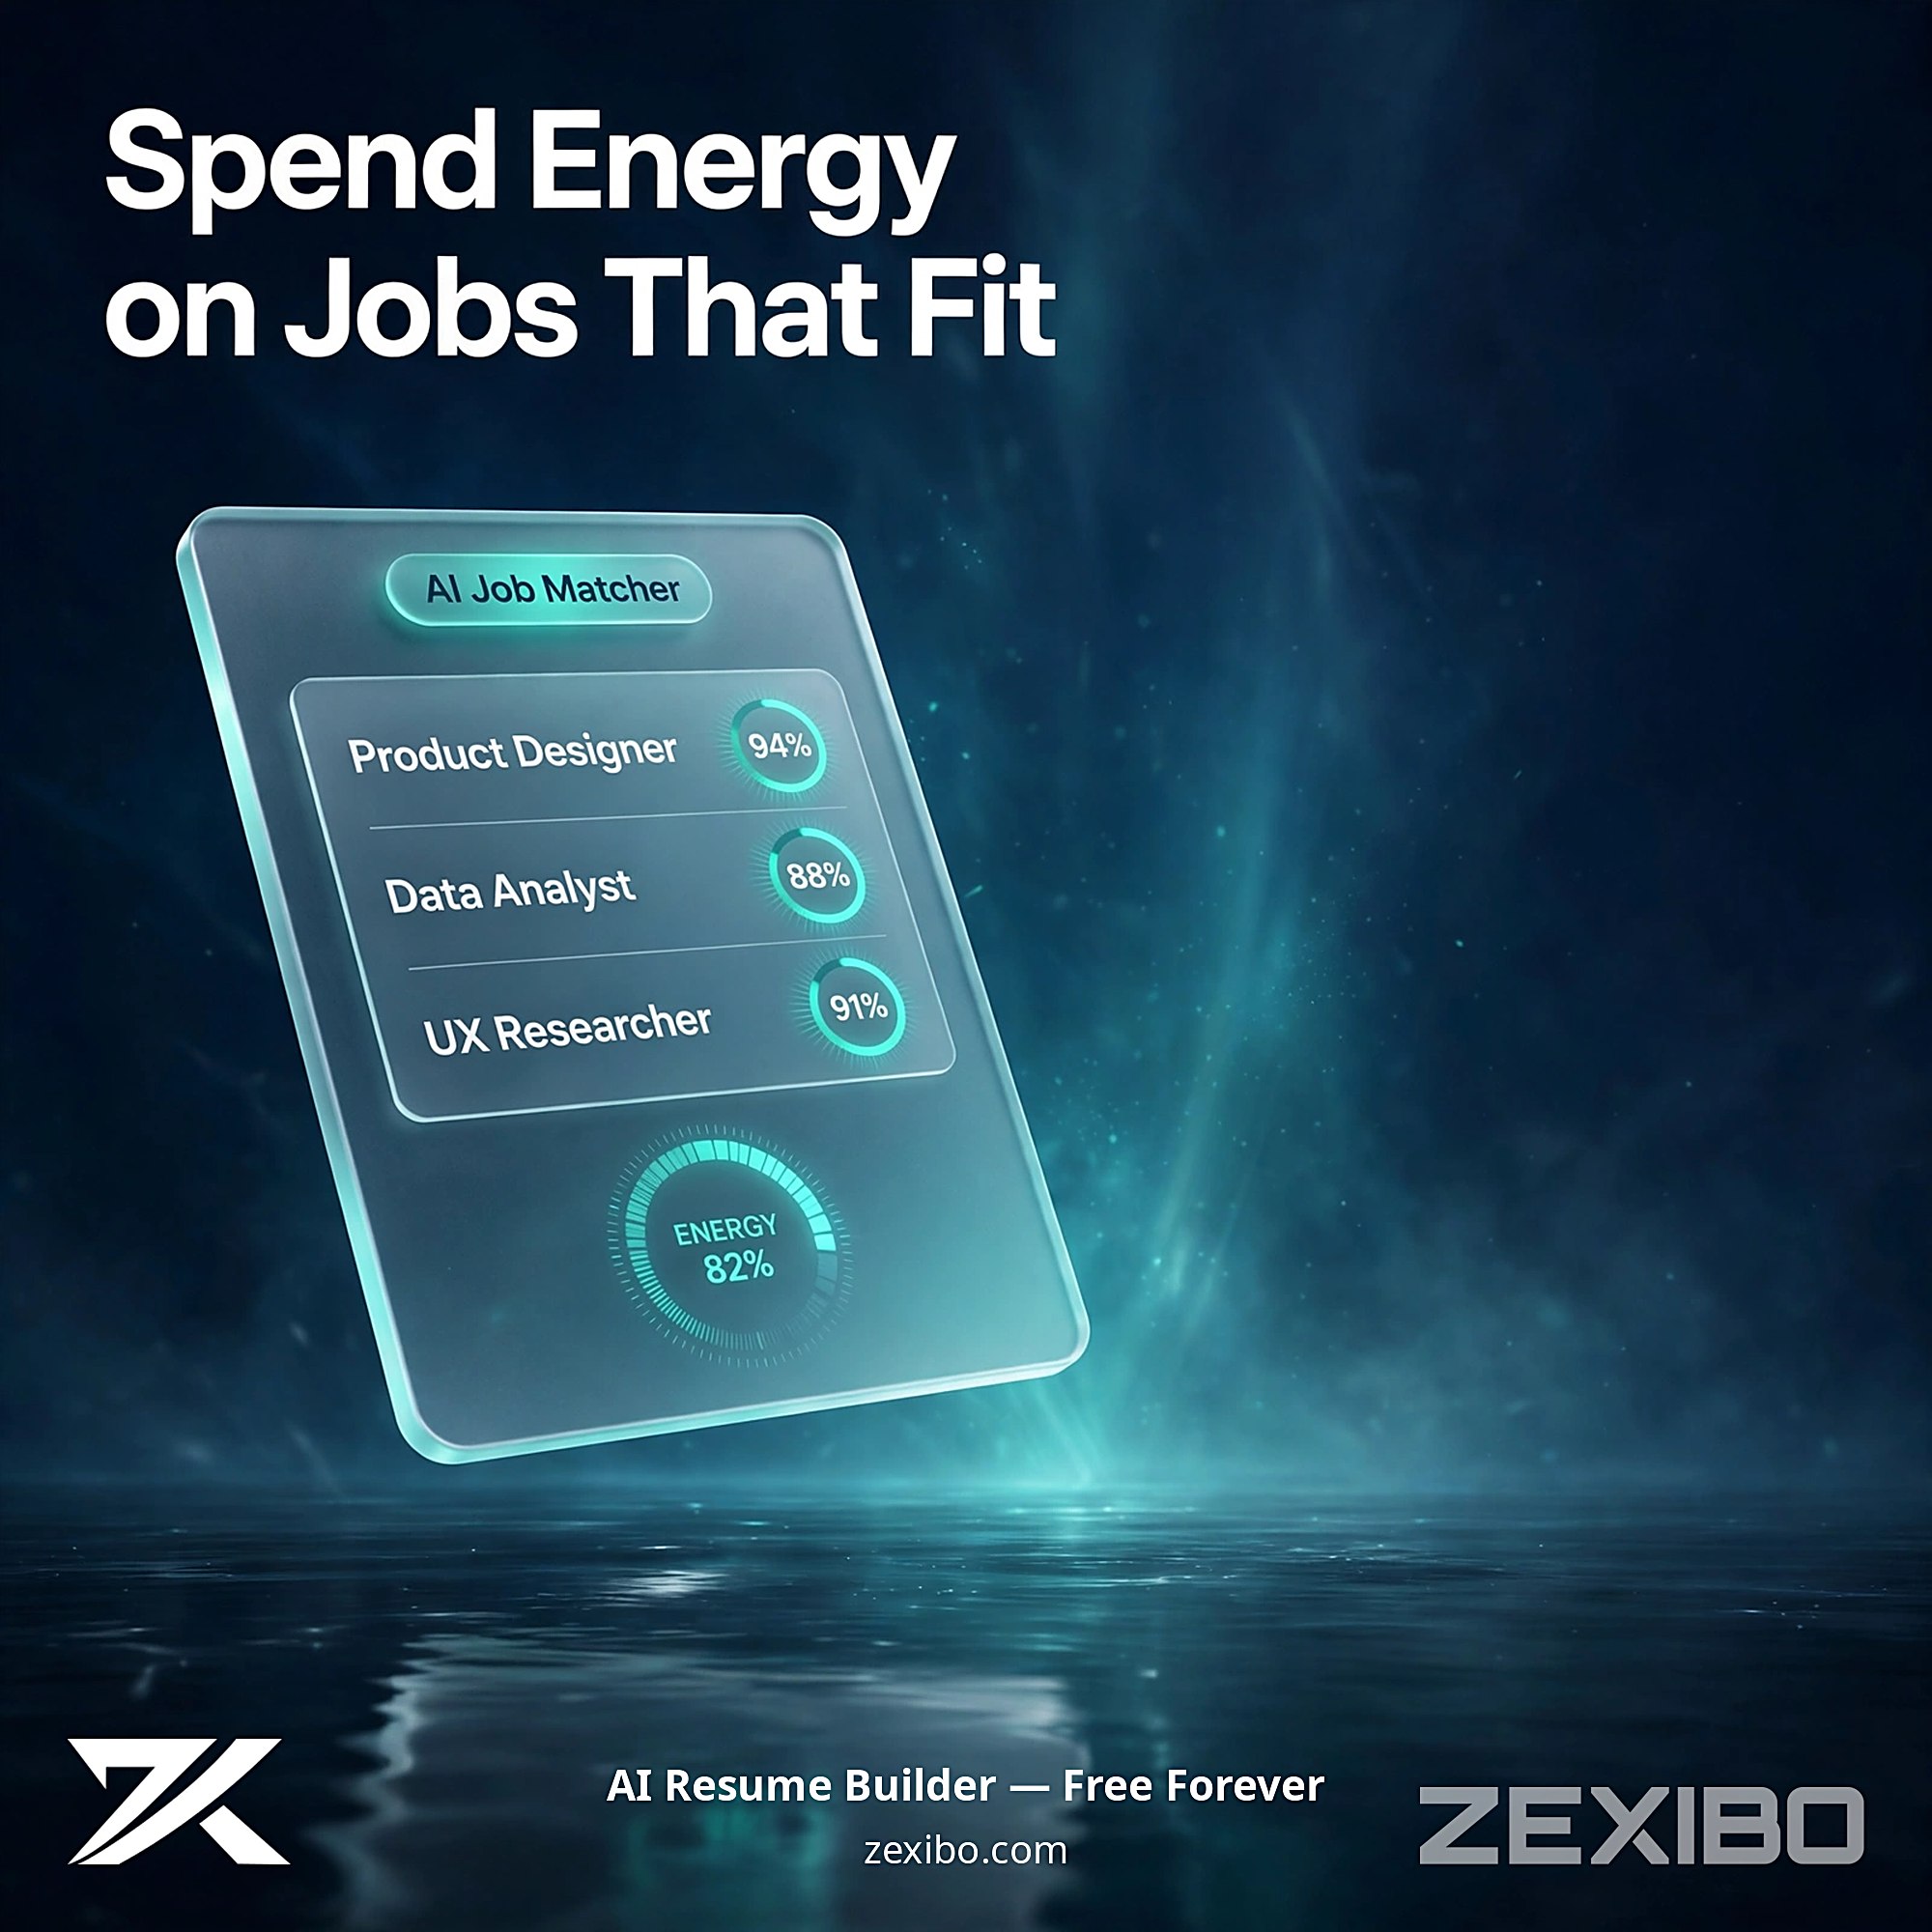 Spend Energy
on Jobs That Fit
AI Job Matcher
Product Designer 94%
Data Analyst 88%
UX Researcher 91%
ENERGY
82%
AI Resume Builder — Free Forever
zexibo.com
ZEXIBO